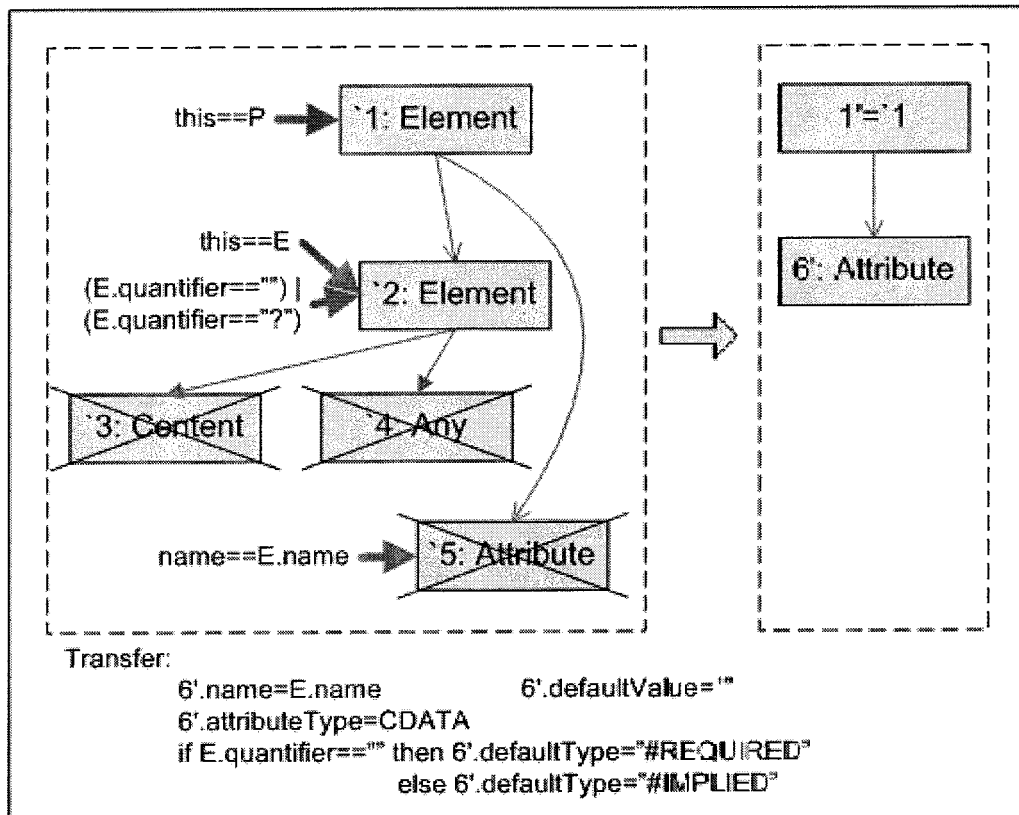 this==P
`1: Element
1'=`1
this==E
(E.quantifier=="") |
(E.quantifier=="?")
`2: Element
6': Attribute
`3: Content
`4: Any
name==E.name
`5: Attribute
Transfer:
6'.name=E.name 6'.defaultValue=""
6'.attributeType=CDATA
if E.quantifier=="" then 6'.defaultType="#REQUIRED"
else 6'.defaultType="#IMPLIED"